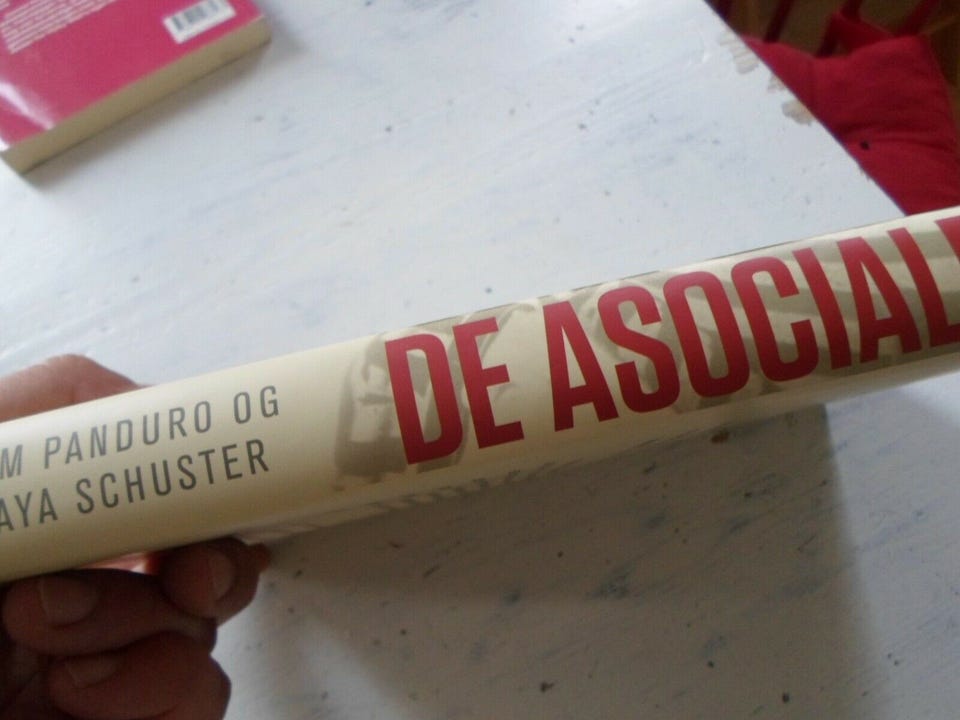 M PANDURO OG
AYA SCHUSTER
DE ASOCIAL